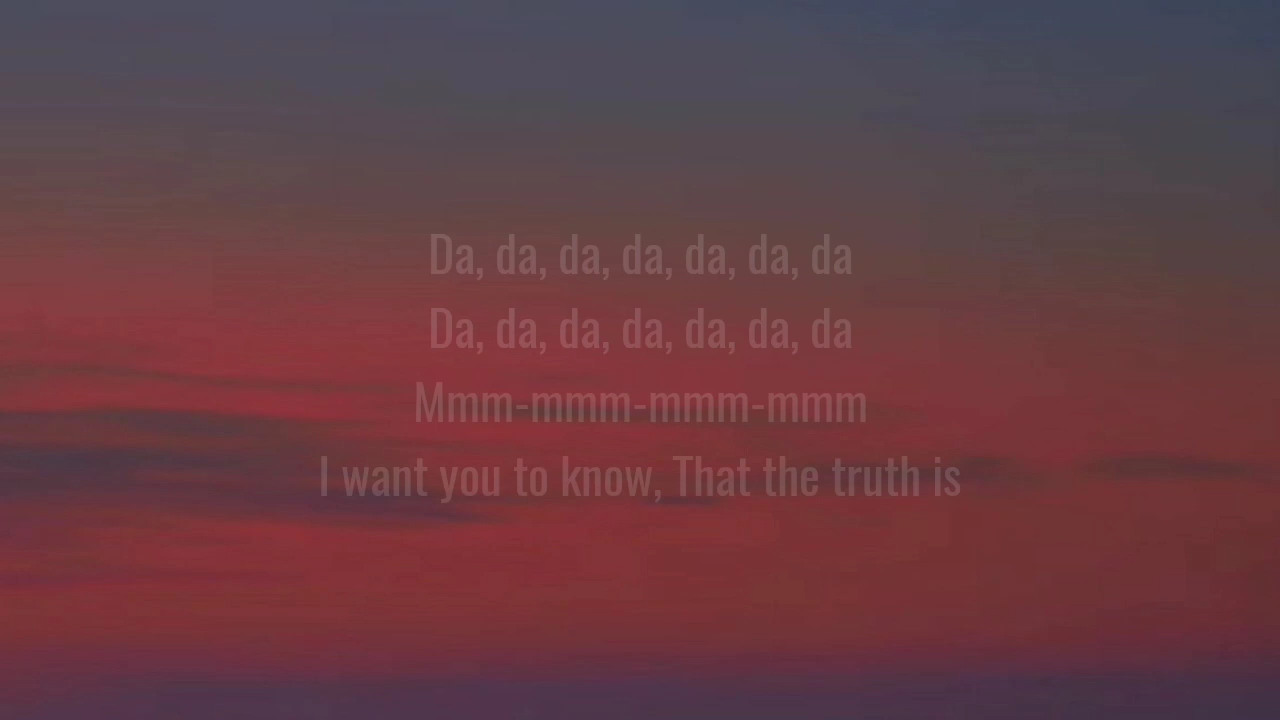 Da, da, da, da, da, da, da
Da, da, da, da, da, da, da
Mmm-mmm-mmm-mmm
I want you to know, That the truth is